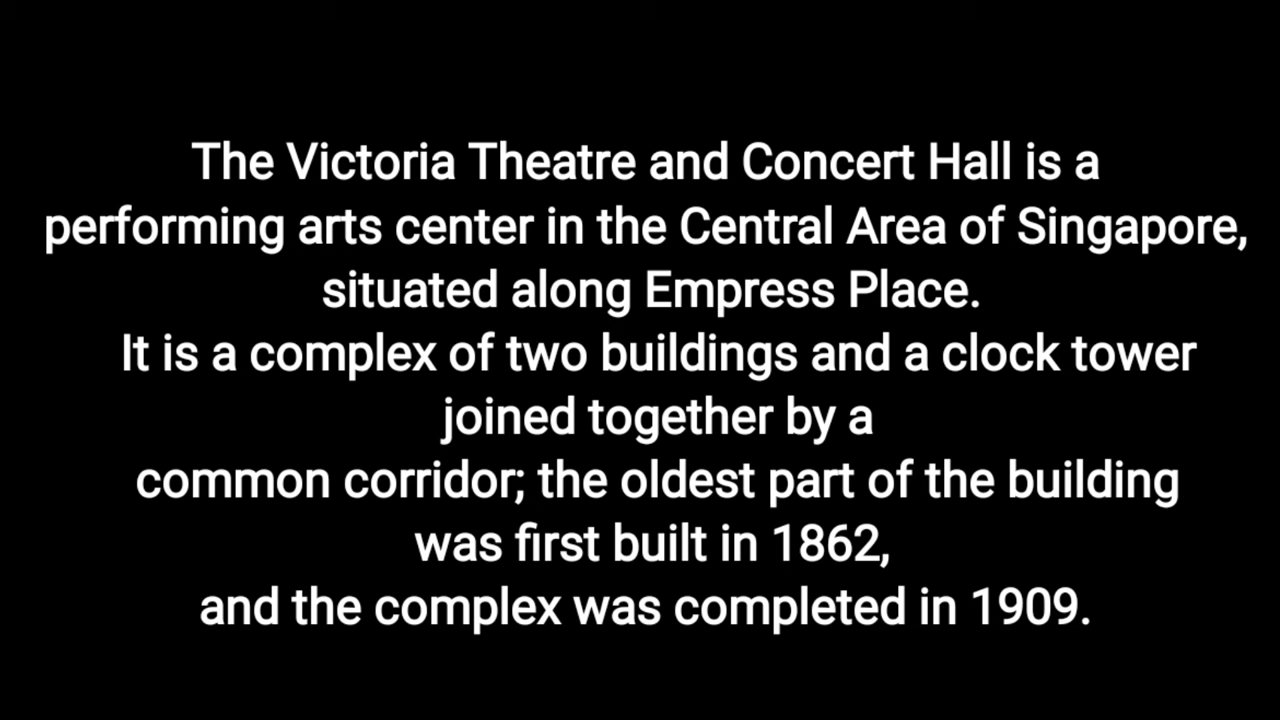 The Victoria Theatre and Concert Hall is a
performing arts center in the Central Area of Singapore,
situated along Empress Place.
It is a complex of two buildings and a clock tower
joined together by a
common corridor; the oldest part of the building
was first built in 1862,
and the complex was completed in 1909.